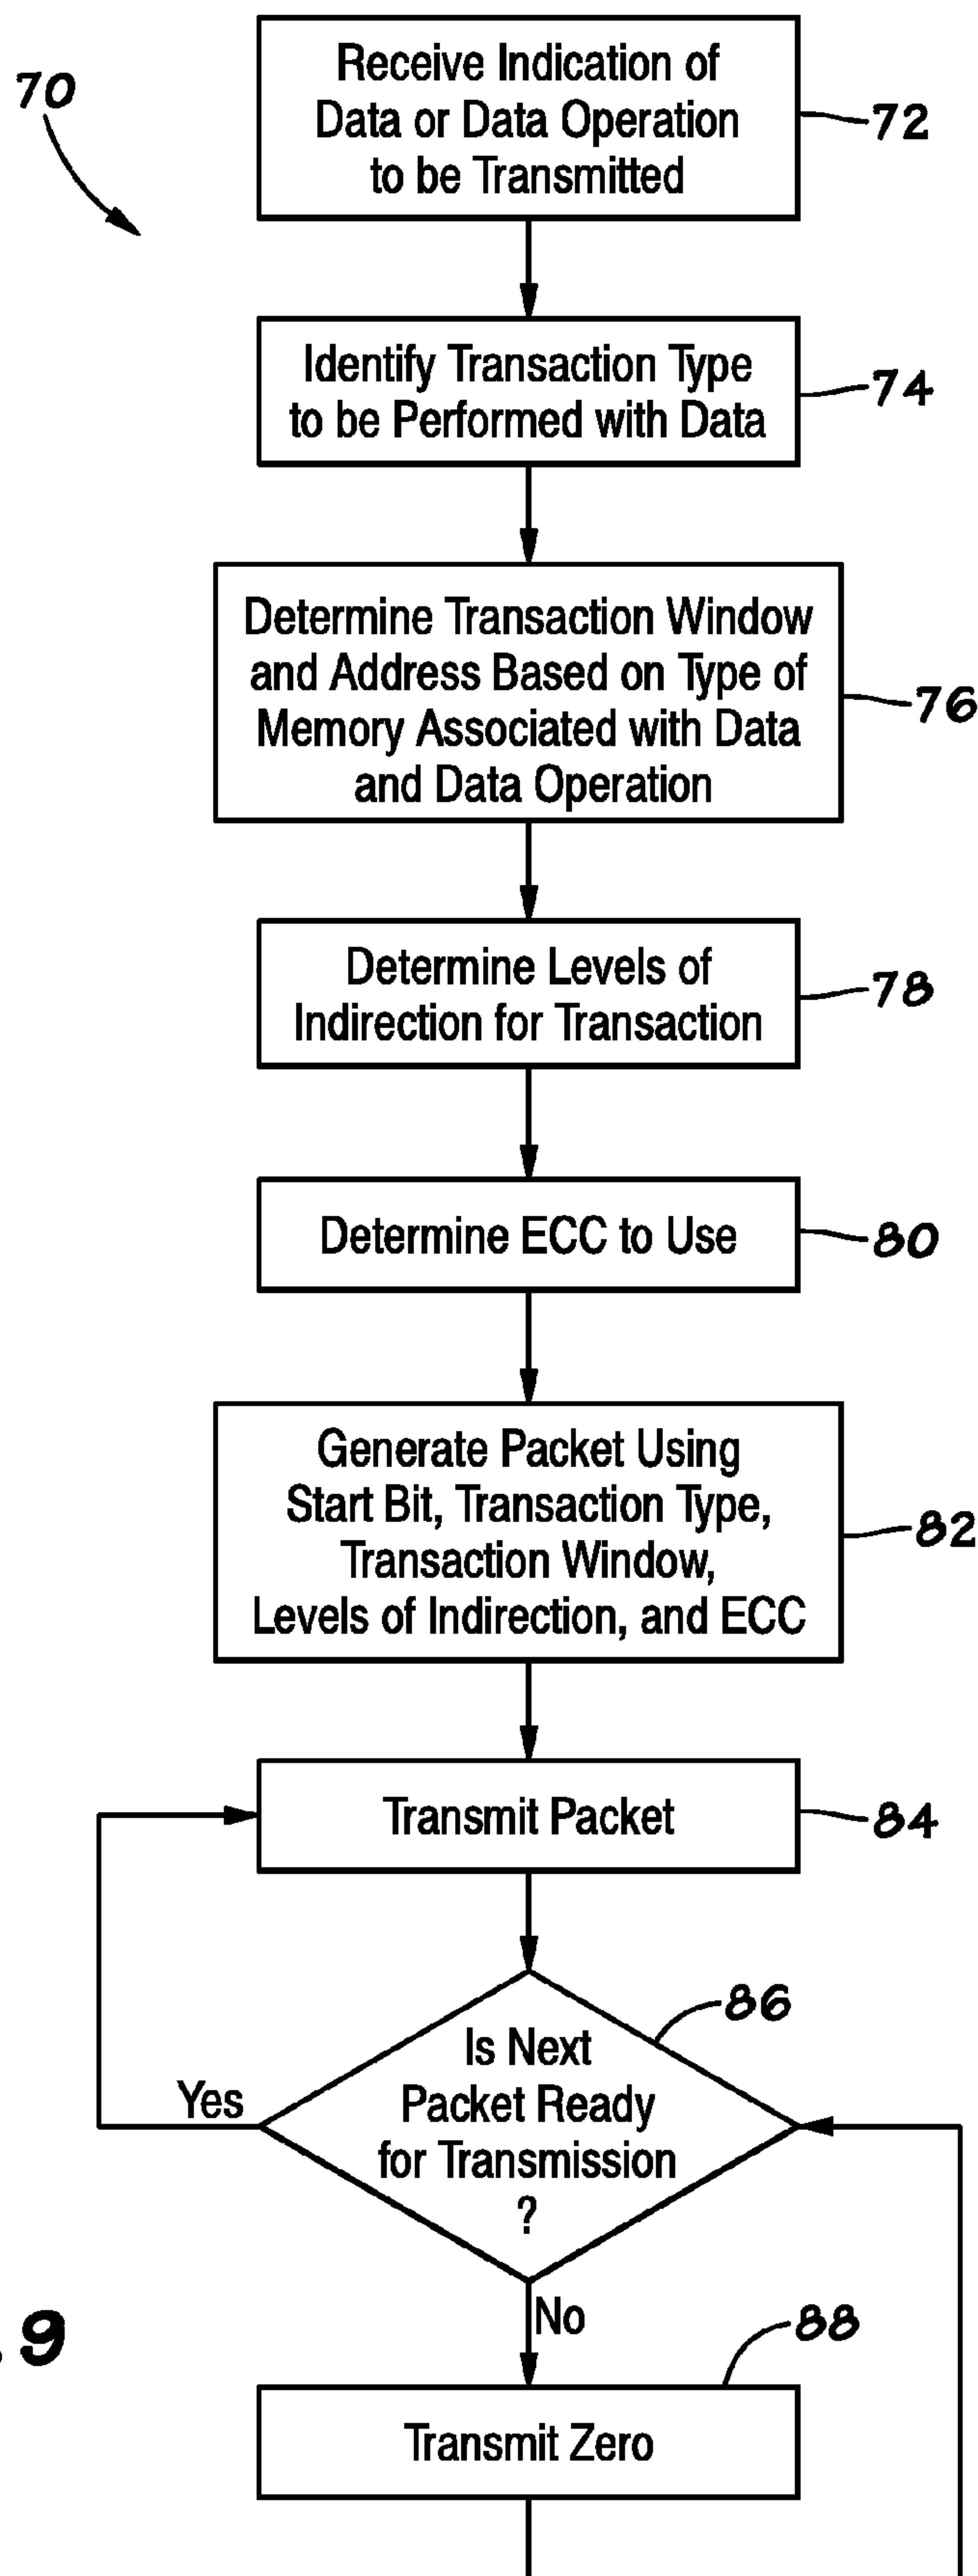 70
Receive Indication of
Data or Data Operation
to be Transmitted
72
Identify Transaction Type
to be Performed with Data
74
Determine Transaction Window
and Address Based on Type of
Memory Associated with Data
and Data Operation
76
Determine Levels of
Indirection for Transaction
78
Determine ECC to Use
80
Generate Packet Using
Start Bit, Transaction Type,
Transaction Window,
Levels of Indirection, and ECC
82
Transmit Packet
84
86
Is Next
Packet Ready
for Transmission
?
Yes
No
. 9
88
Transmit Zero